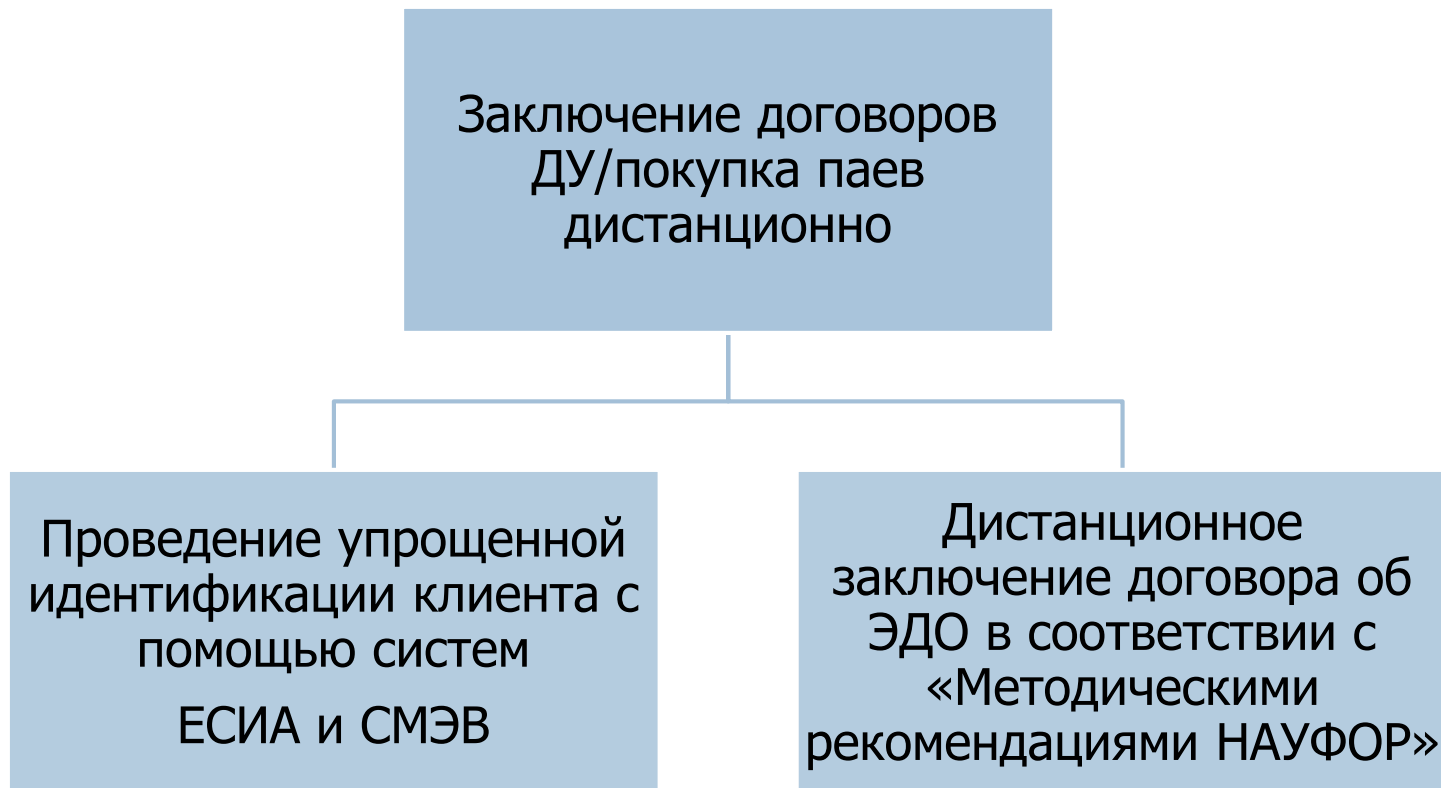 Заключение договоров
ДУ/покупка паев
дистанционно
Проведение упрощенной
идентификации клиента с
помощью систем
ЕСИА и СМЭВ
Дистанционное
заключение договора об
ЭДО в соответствии с
«Методическими
рекомендациями НАУФОР»